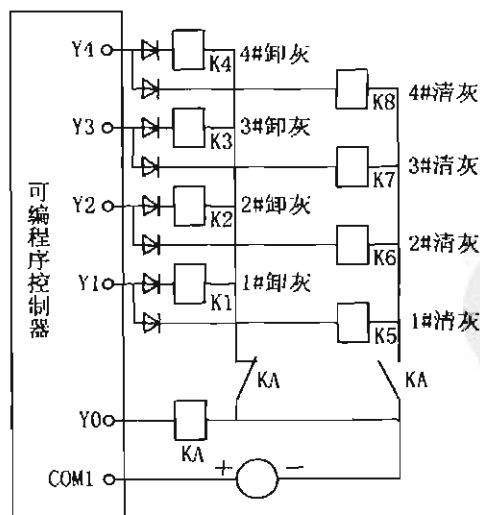 可编程序控制器
Y4
K4
4#卸灰
K8
4#清灰
Y3
K3
3#卸灰
K7
3#清灰
Y2
K2
2#卸灰
K6
2#清灰
Y1
K1
1#卸灰
K5
1#清灰
KA
KA
Y0
KA
COM1
+
-